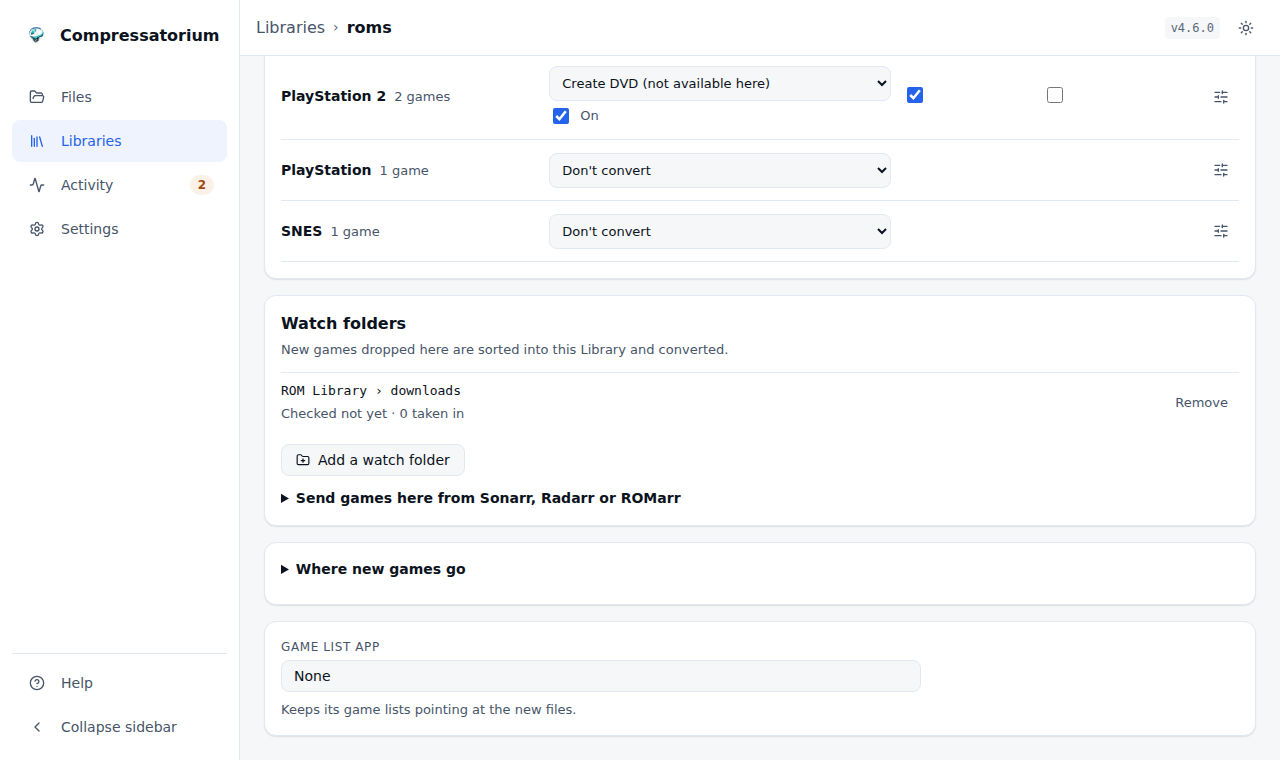 Compressatorium
Libraries › roms
v4.6.0
Files
Libraries
Activity 2
Settings
Help
Collapse sidebar
PlayStation 2 2 games
Create DVD (not available here)
On
PlayStation 1 game
Don't convert
SNES 1 game
Don't convert
Watch folders
New games dropped here are sorted into this Library and converted.
ROM Library › downloads
Checked not yet · 0 taken in
Remove
Add a watch folder
Send games here from Sonarr, Radarr or ROMarr
Where new games go
GAME LIST APP
None
Keeps its game lists pointing at the new files.